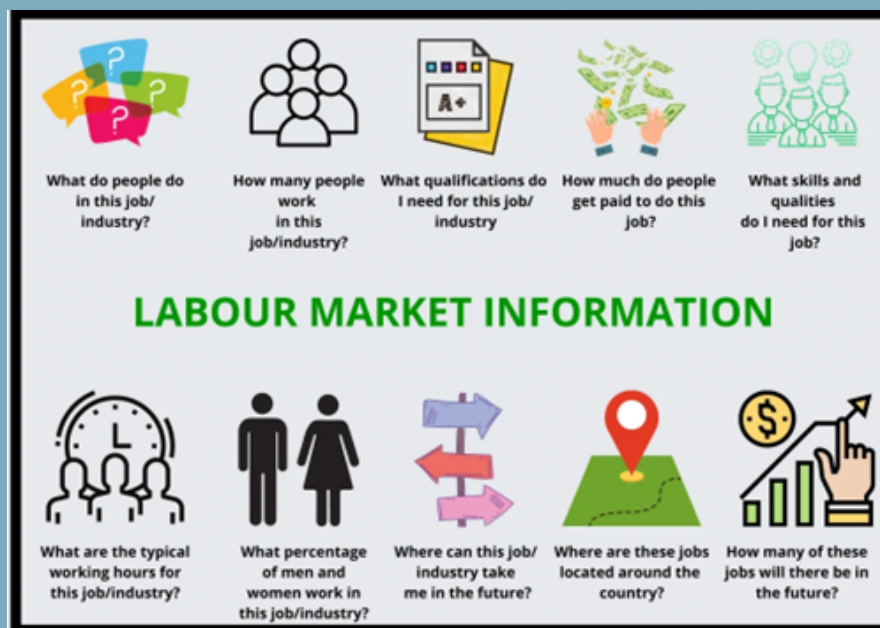 ? ? ? ?
A+
What do people do
in this job/
industry?
How many people
work
in this
job/industry?
What qualifications do
I need for this job/
industry
How much do people
get paid to do this
job?
What skills and
qualities
do I need for this
job?
LABOUR MARKET INFORMATION
$
What are the typical
working hours for
this job/industry?
What percentage
of men and
women work in
this job/industry?
Where can this job/
industry take
me in the future?
Where are these jobs
located around the
country?
How many of these
jobs will there be in
the future?